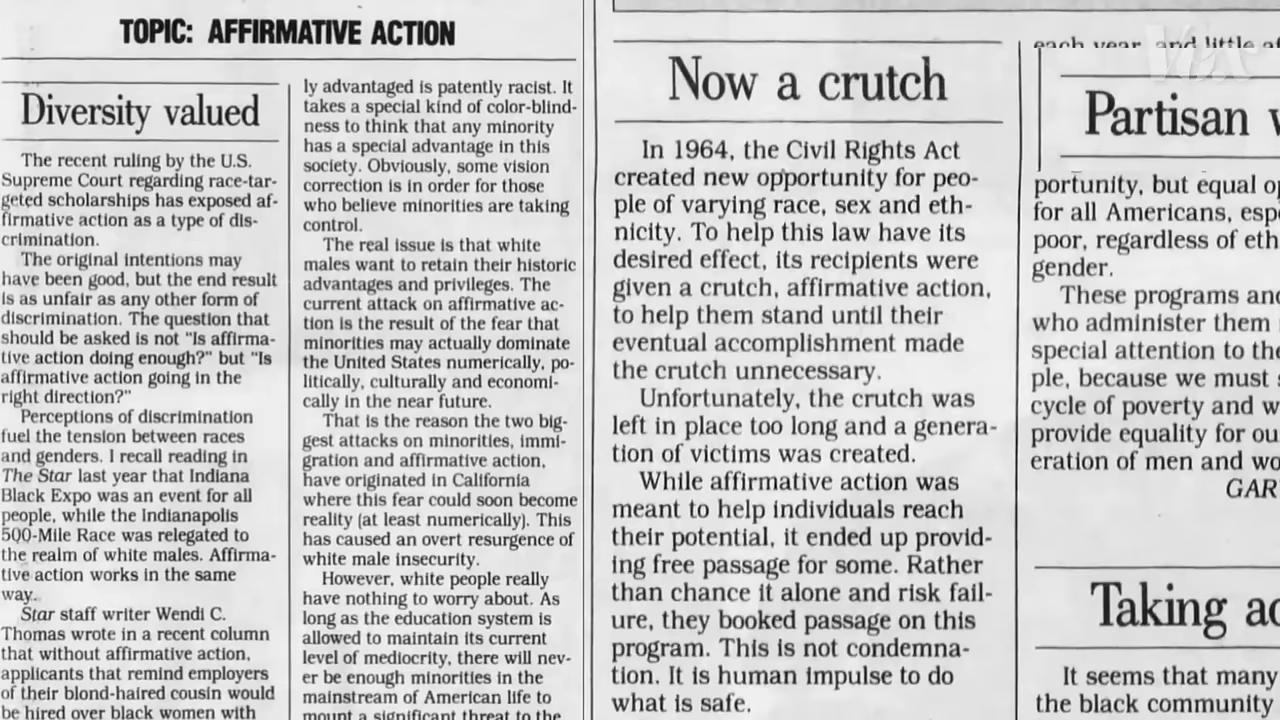 TOPIC: AFFIRMATIVE ACTION
Diversity valued
The recent ruling by the U.S.
Supreme Court regarding race-tar-
geted scholarships has exposed af-
firmative action as a type of dis-
crimination.
The original intentions may
have been good, but the end result
is as unfair as any other form of
discrimination. The question that
should be asked is not "Is affirma-
tive action doing enough?" but "Is
affirmative action going in the
right direction?"
Perceptions of discrimination
fuel the tension between races
and genders. I recall reading in
The Star last year that Indiana
Black Expo was an event for all
people, while the Indianapolis
500-Mile Race was relegated to
the realm of white males. Affirma-
tive action works in the same
way.
Star staff writer Wendi C.
Thomas wrote in a recent column
that without affirmative action,
applicants that remind employers
of their blond-haired cousin would
be hired over black women with
ly advantaged is patently racist. It
takes a special kind of color-blind-
ness to think that any minority
has a special advantage in this
society. Obviously, some vision
correction is in order for those
who believe minorities are taking
control.
The real issue is that white
males want to retain their historic
advantages and privileges. The
current attack on affirmative ac-
tion is the result of the fear that
minorities may actually dominate
the United States numerically, po-
litically, culturally and economi-
cally in the near future.
That is the reason the two big-
gest attacks on minorities, immi-
gration and affirmative action,
have originated in California
where this fear could soon become
reality (at least numerically). This
has caused an overt resurgence of
white male insecurity.
However, white people really
have nothing to worry about. As
long as the education system is
allowed to maintain its current
level of mediocrity, there will nev-
er be enough minorities in the
mainstream of American life to
mount a significant threat to the
Now a crutch
In 1964, the Civil Rights Act
created new opportunity for peo-
ple of varying race, sex and eth-
nicity. To help this law have its
desired effect, its recipients were
given a crutch, affirmative action,
to help them stand until their
eventual accomplishment made
the crutch unnecessary.
Unfortunately, the crutch was
left in place too long and a genera-
tion of victims was created.
While affirmative action was
meant to help individuals reach
their potential, it ended up provid-
ing free passage for some. Rather
than chance it alone and risk fail-
ure, they booked passage on this
program. This is not condemna-
tion. It is human impulse to do
what is safe.
each year and little af
Vox
Partisan w
portunity, but equal op
for all Americans, esp
poor, regardless of eth
gender.
These programs and
who administer them
special attention to the
ple, because we must s
cycle of poverty and w
provide equality for ou
eration of men and wo
GAR
Taking ac
It seems that many
the black community